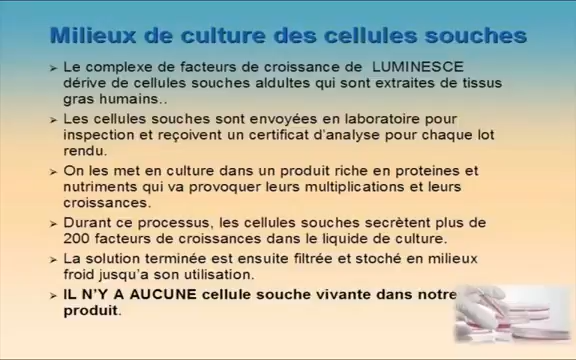 Milieux de culture des cellules souches
➢ Le complexe de facteurs de croissance de LUMINESCE
dérive de cellules souches aldultes qui sont extraites de tissus
gras humains..
➢ Les cellules souches sont envoyées en laboratoire pour
inspection et reçoivent un certificat d'analyse pour chaque lot
rendu.
➢ On les met en culture dans un produit riche en proteines et
nutriments qui va provoquer leurs multiplications et leurs
croissances.
➢ Durant ce processus, les cellules souches secrètent plus de
200 facteurs de croissances dans le liquide de culture.
➢ La solution terminée est ensuite filtrée et stoché en milieux
froid jusqu'a son utilisation.
➢ IL N'Y A AUCUNE cellule souche vivante dans notre
produit.